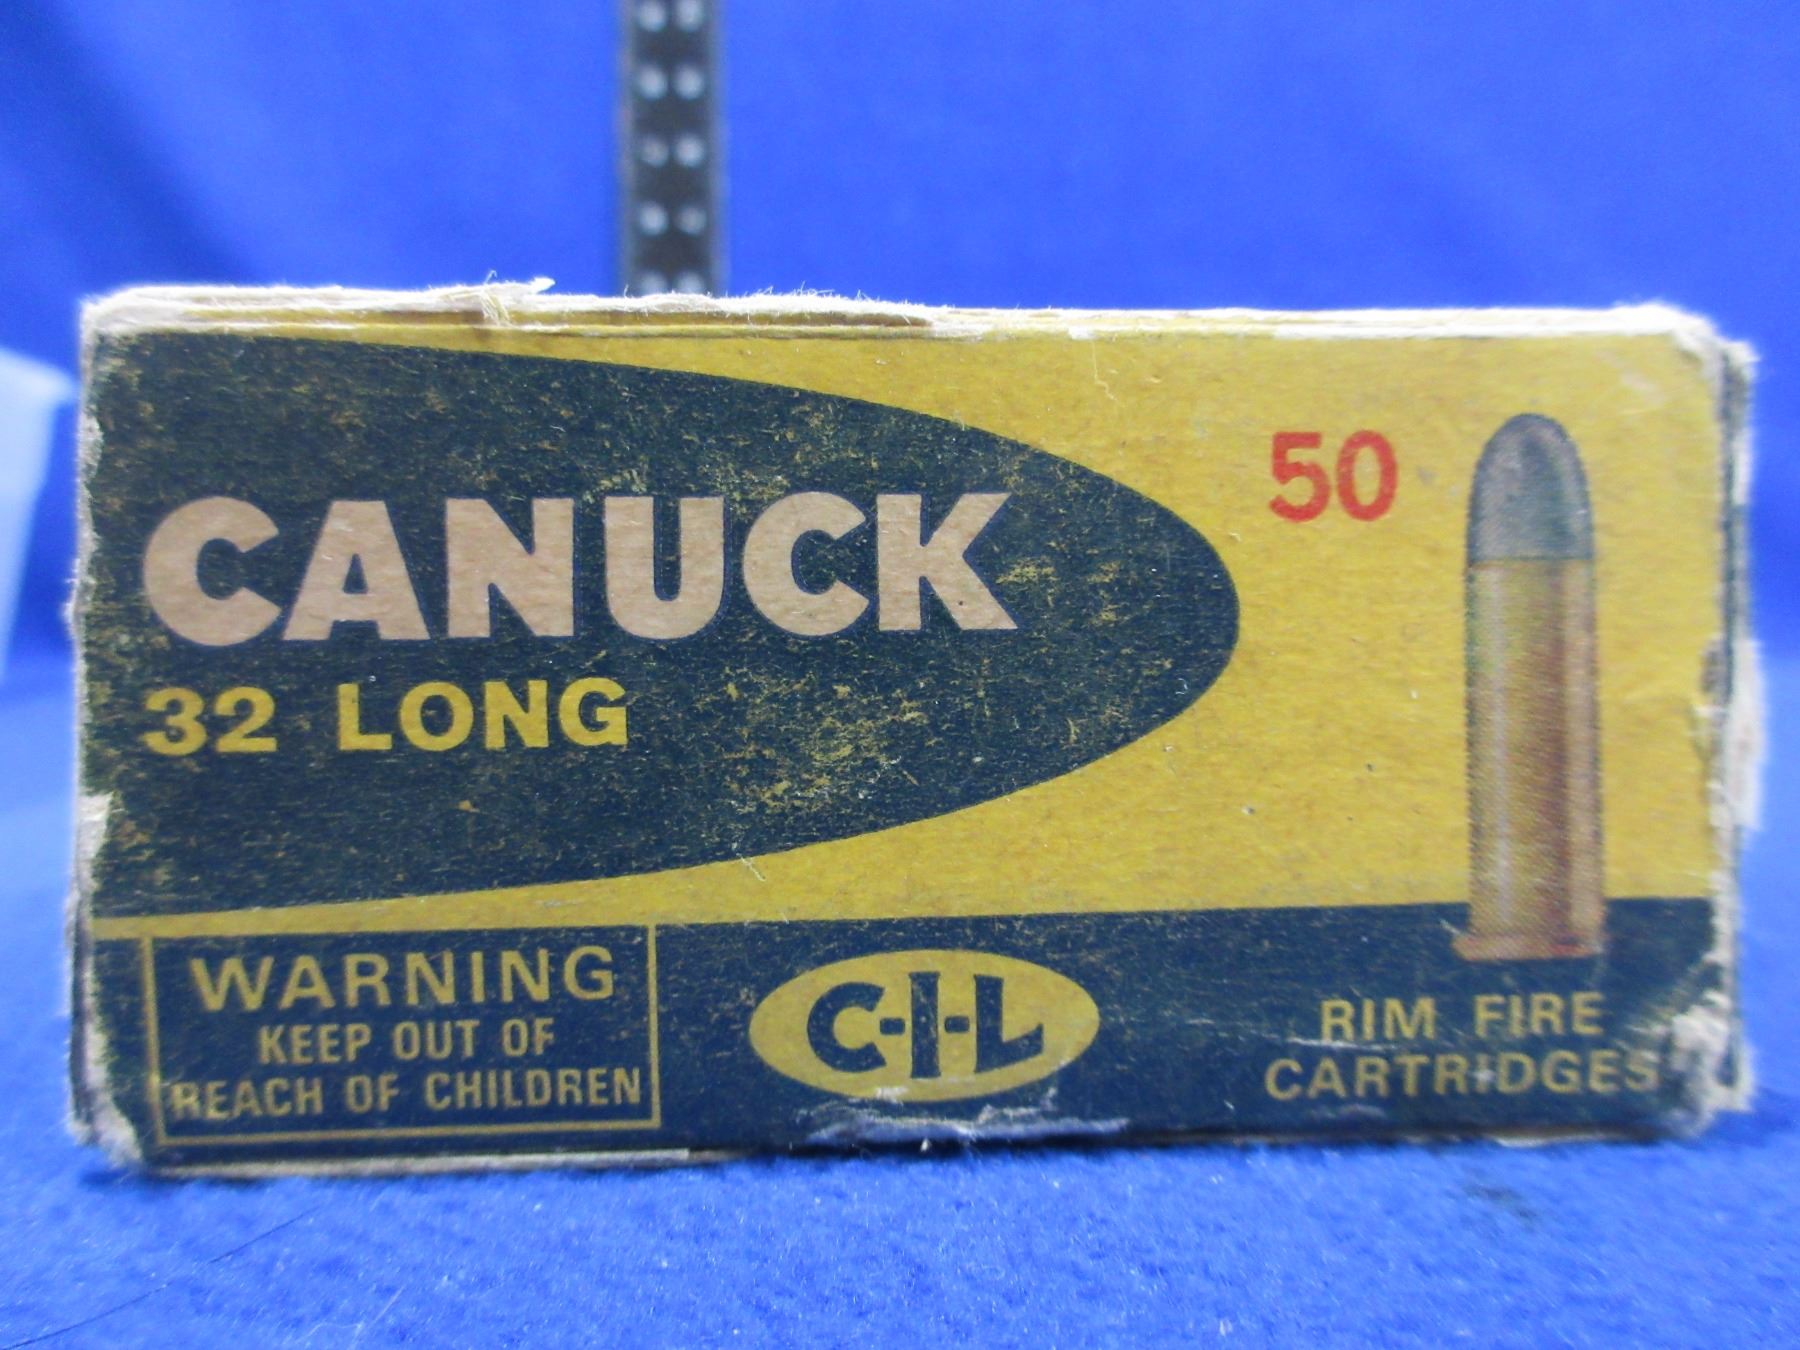 CANUCK
32 LONG
50
WARNING
KEEP OUT OF
REACH OF CHILDREN
C-I-L
RIM FIRE
CARTRIDGES